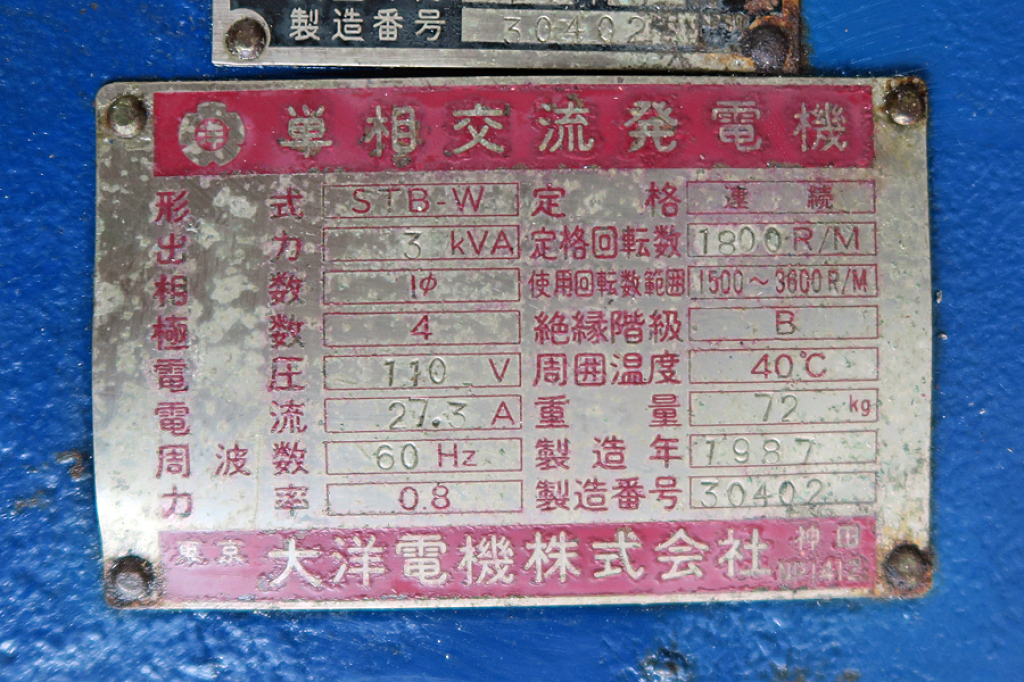 製造番号 30402
単相交流発電機
形式 STB-W 定格 連続
出力 3 kVA 定格回転数 1800 R/M
相数 1φ 使用回転数範囲 1500～3600R/M
極数 4 絶縁階級 B
電圧 110 V 周囲温度 40℃
電流 27.3 A 重量 72 kg
周波数 60 Hz 製造年 1987
力率 0.8 製造番号 30402
東京 大洋電機株式会社 神田
NP1412